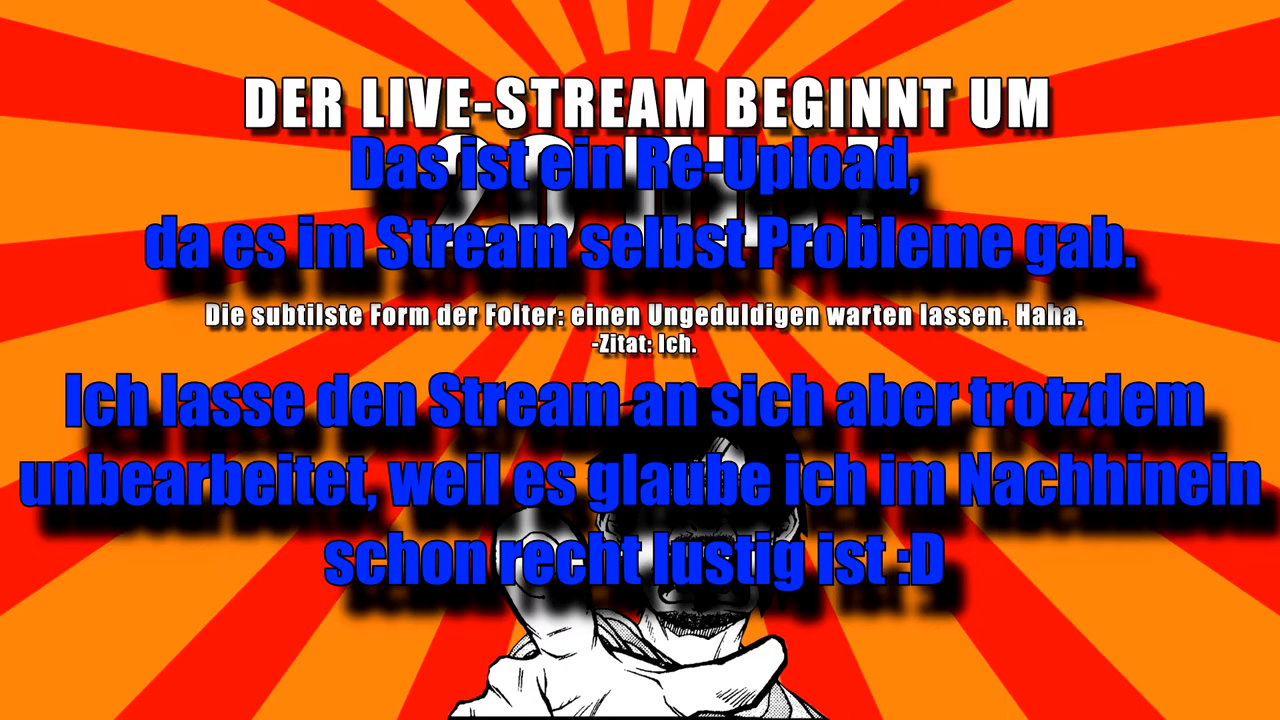 DER LIVE-STREAM BEGINNT UM
Das ist ein Re-Upload,
da es im Stream selbst Probleme gab.
Die subtilste Form der Folter: einen Ungeduldigen warten lassen. Haha.
-Zitat: Ich.
Ich lasse den Stream an sich aber trotzdem
unbearbeitet, weil es glaube ich im Nachhinein
schon recht lustig ist :D